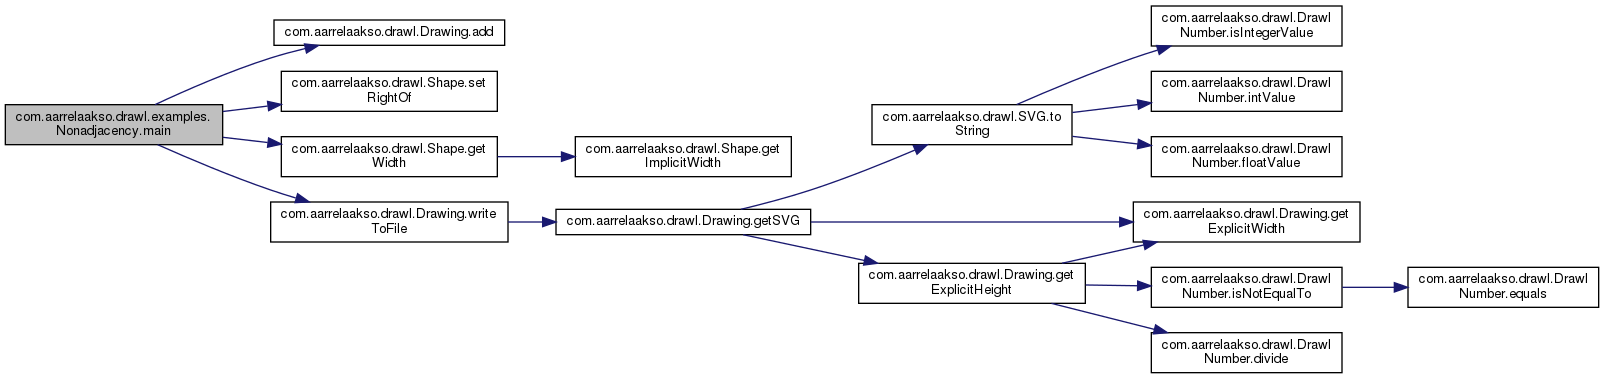 com.aarrelaakso.drawl.examples.
Nonadjacency.main
com.aarrelaakso.drawl.Drawing.add
com.aarrelaakso.drawl.Shape.set
RightOf
com.aarrelaakso.drawl.Shape.get
Width
com.aarrelaakso.drawl.Shape.get
ImplicitWidth
com.aarrelaakso.drawl.Drawing.write
ToFile
com.aarrelaakso.drawl.Drawing.getSVG
com.aarrelaakso.drawl.SVG.to
String
com.aarrelaakso.drawl.Drawl
Number.isIntegerValue
com.aarrelaakso.drawl.Drawl
Number.intValue
com.aarrelaakso.drawl.Drawl
Number.floatValue
com.aarrelaakso.drawl.Drawing.get
ExplicitWidth
com.aarrelaakso.drawl.Drawing.get
ExplicitHeight
com.aarrelaakso.drawl.Drawl
Number.isNotEqualTo
com.aarrelaakso.drawl.Drawl
Number.equals
com.aarrelaakso.drawl.Drawl
Number.divide